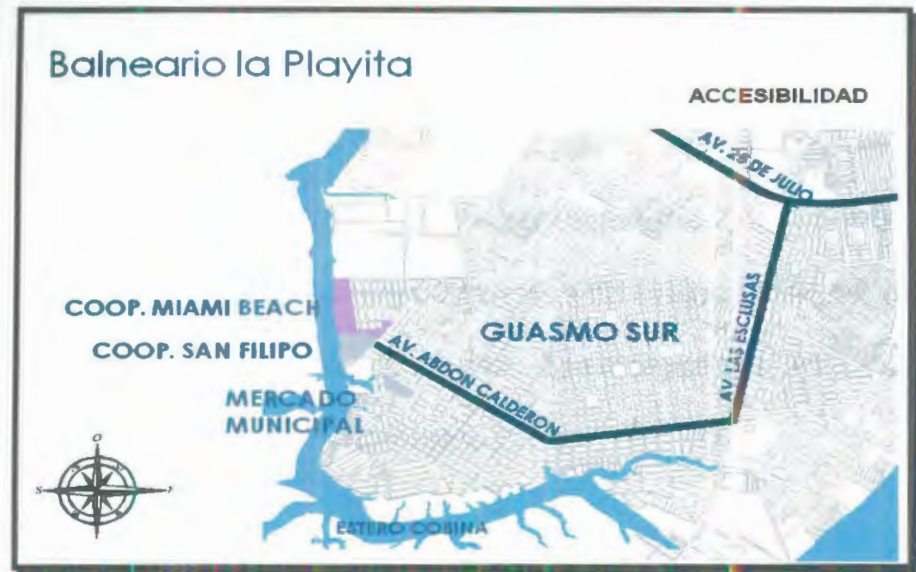 Balneario la Playita
ACCESIBILIDAD
AV. 25 DE JULIO
COOP. MIAMI BEACH
GUASMO SUR
AV. LAS ESCLUSAS
COOP. SAN FILIPO
AV. ABDON CALDERON
MERCADO
MUNICIPAL
O
S
ESTERO COBINA